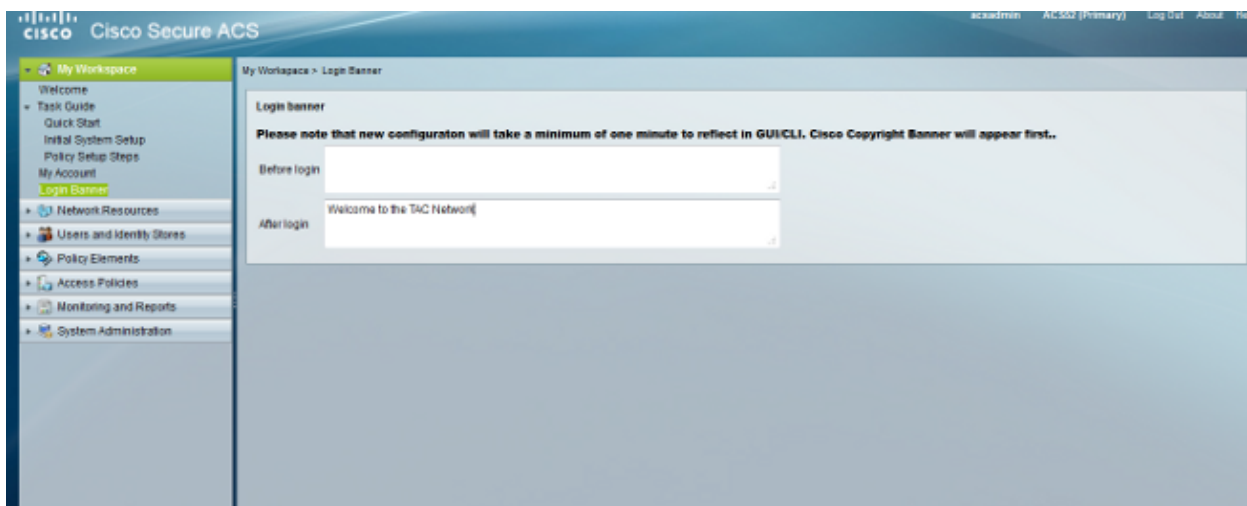 acsadmin ACS52 (Primary) Log Out About He
CISCO Cisco Secure ACS
My Workspace
Welcome
Task Guide
Quick Start
Initial System Setup
Policy Setup Steps
My Account
Login Banner
Network Resources
Users and Identity Stores
Policy Elements
Access Policies
Monitoring and Reports
System Administration
My Workspace > Login Banner
Login banner
Please note that new configuraton will take a minimum of one minute to reflect in GUI/CLI. Cisco Copyright Banner will appear first..
Before login
After login
Welcome to the TAC Network